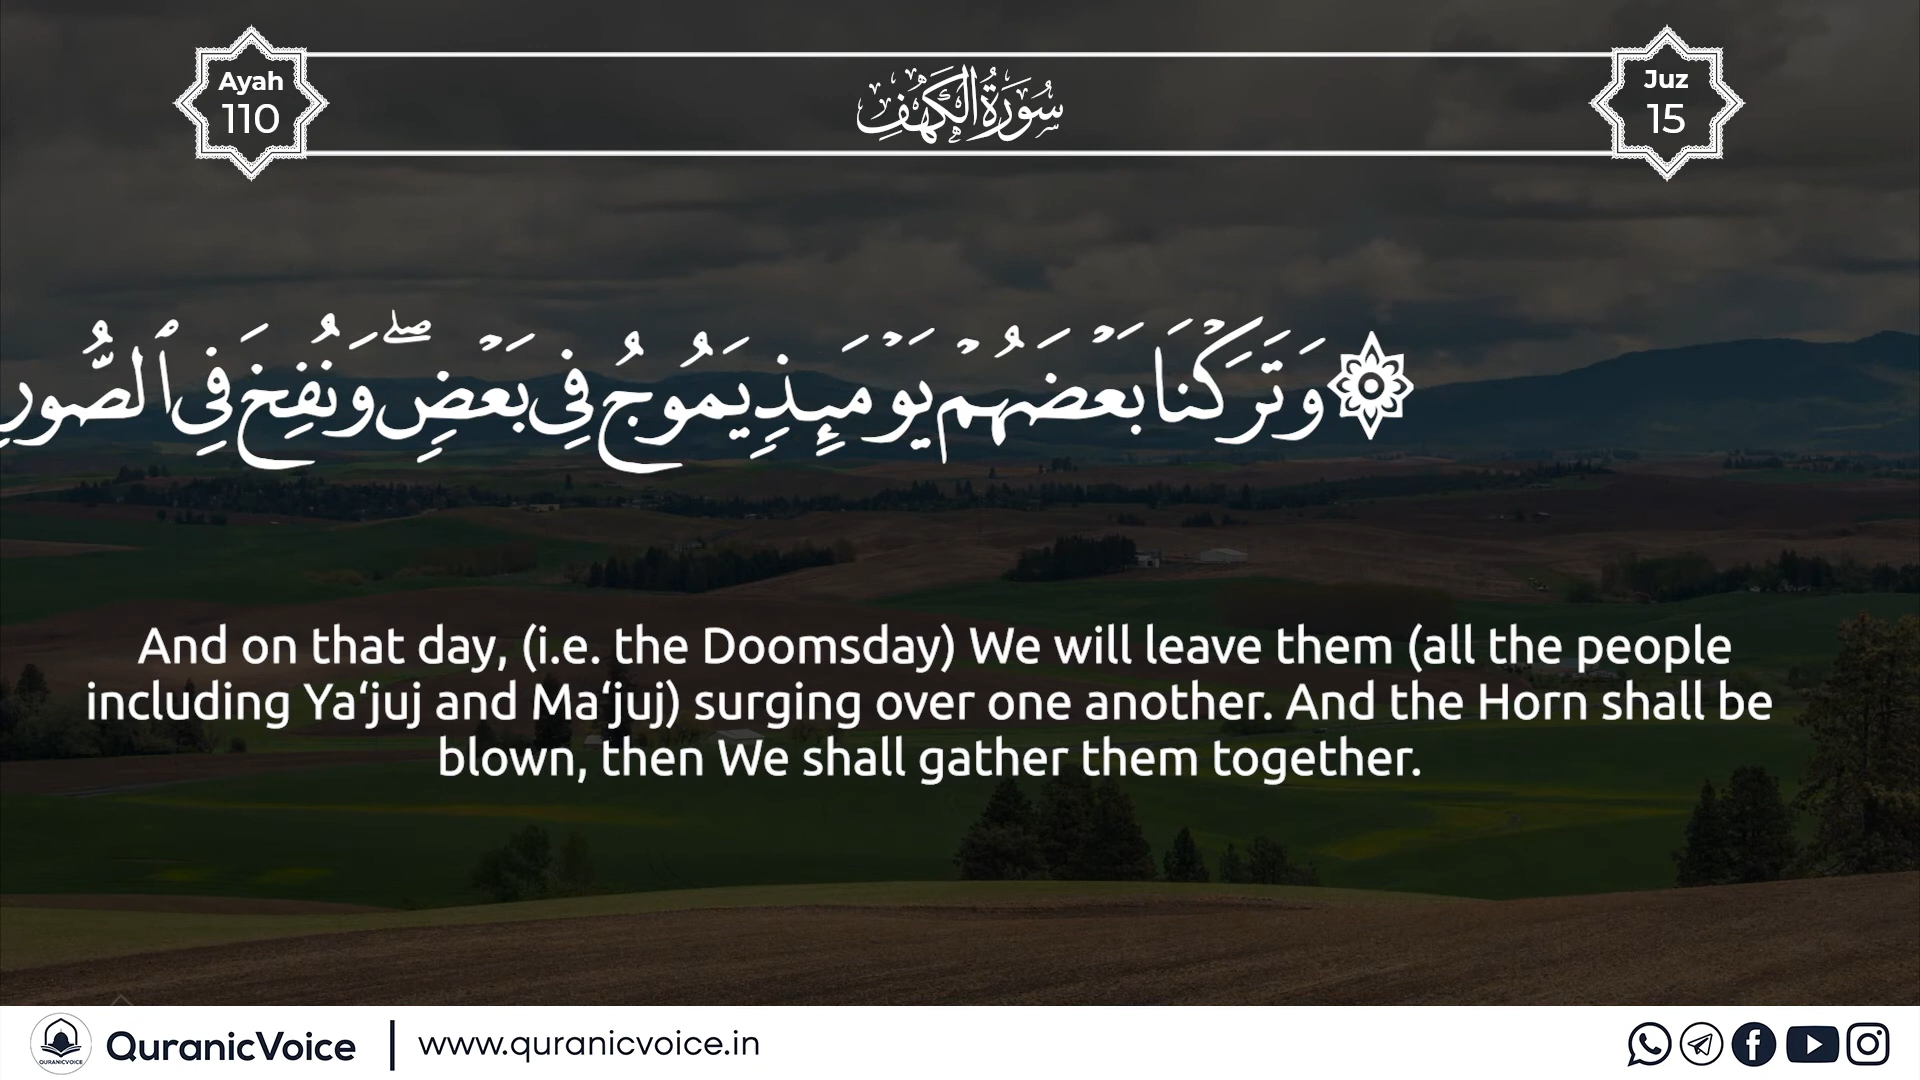 Ayah
110
سُورَةُ الْكَهْفِ
Juz
15
۞ وَتَرَكْنَا بَعْضَهُمْ يَوْمَئِذٍ يَمُوجُ فِى بَعْضٍ ۖ وَنُفِخَ فِى ٱلصُّورِ
And on that day, (i.e. the Doomsday) We will leave them (all the people
including Ya‘juj and Ma‘juj) surging over one another. And the Horn shall be
blown, then We shall gather them together.
QURANICVOICE
QuranicVoice | www.quranicvoice.in